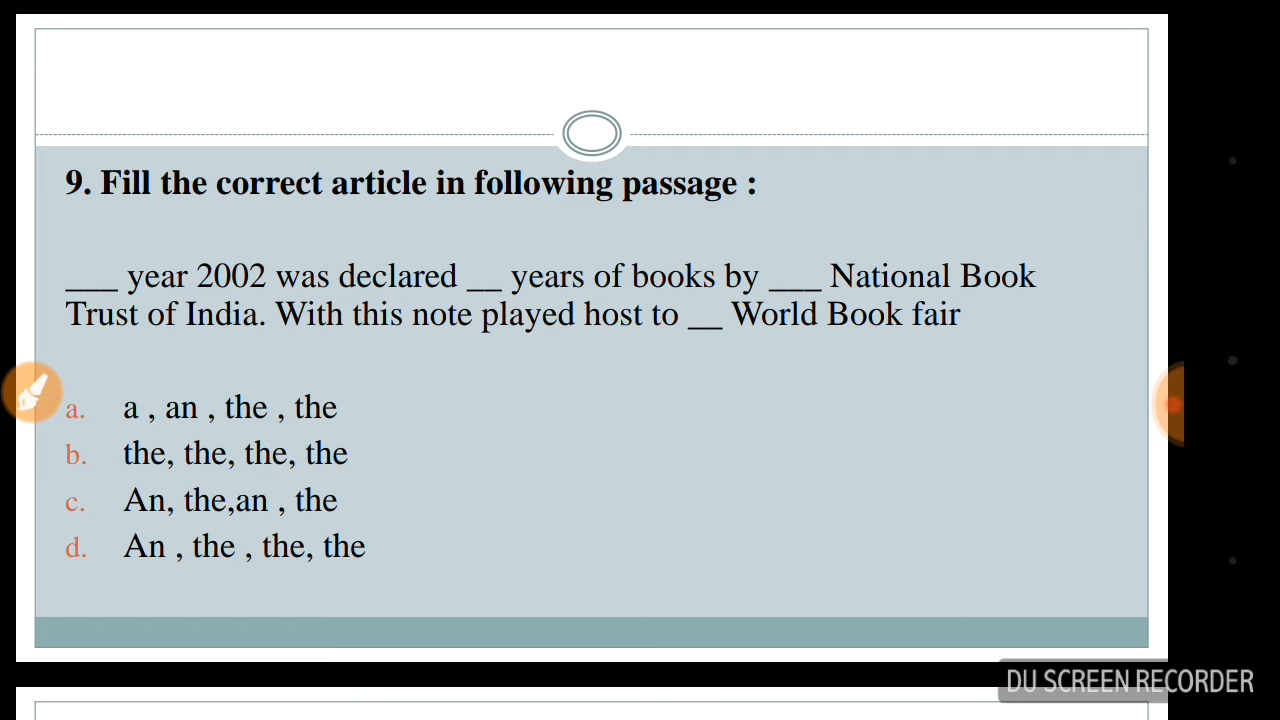 9. Fill the correct article in following passage :
___ year 2002 was declared __ years of books by ___ National Book
Trust of India. With this note played host to __ World Book fair
a. a , an , the , the
b. the, the, the, the
c. An, the,an , the
d. An , the , the, the
DU SCREEN RECORDER